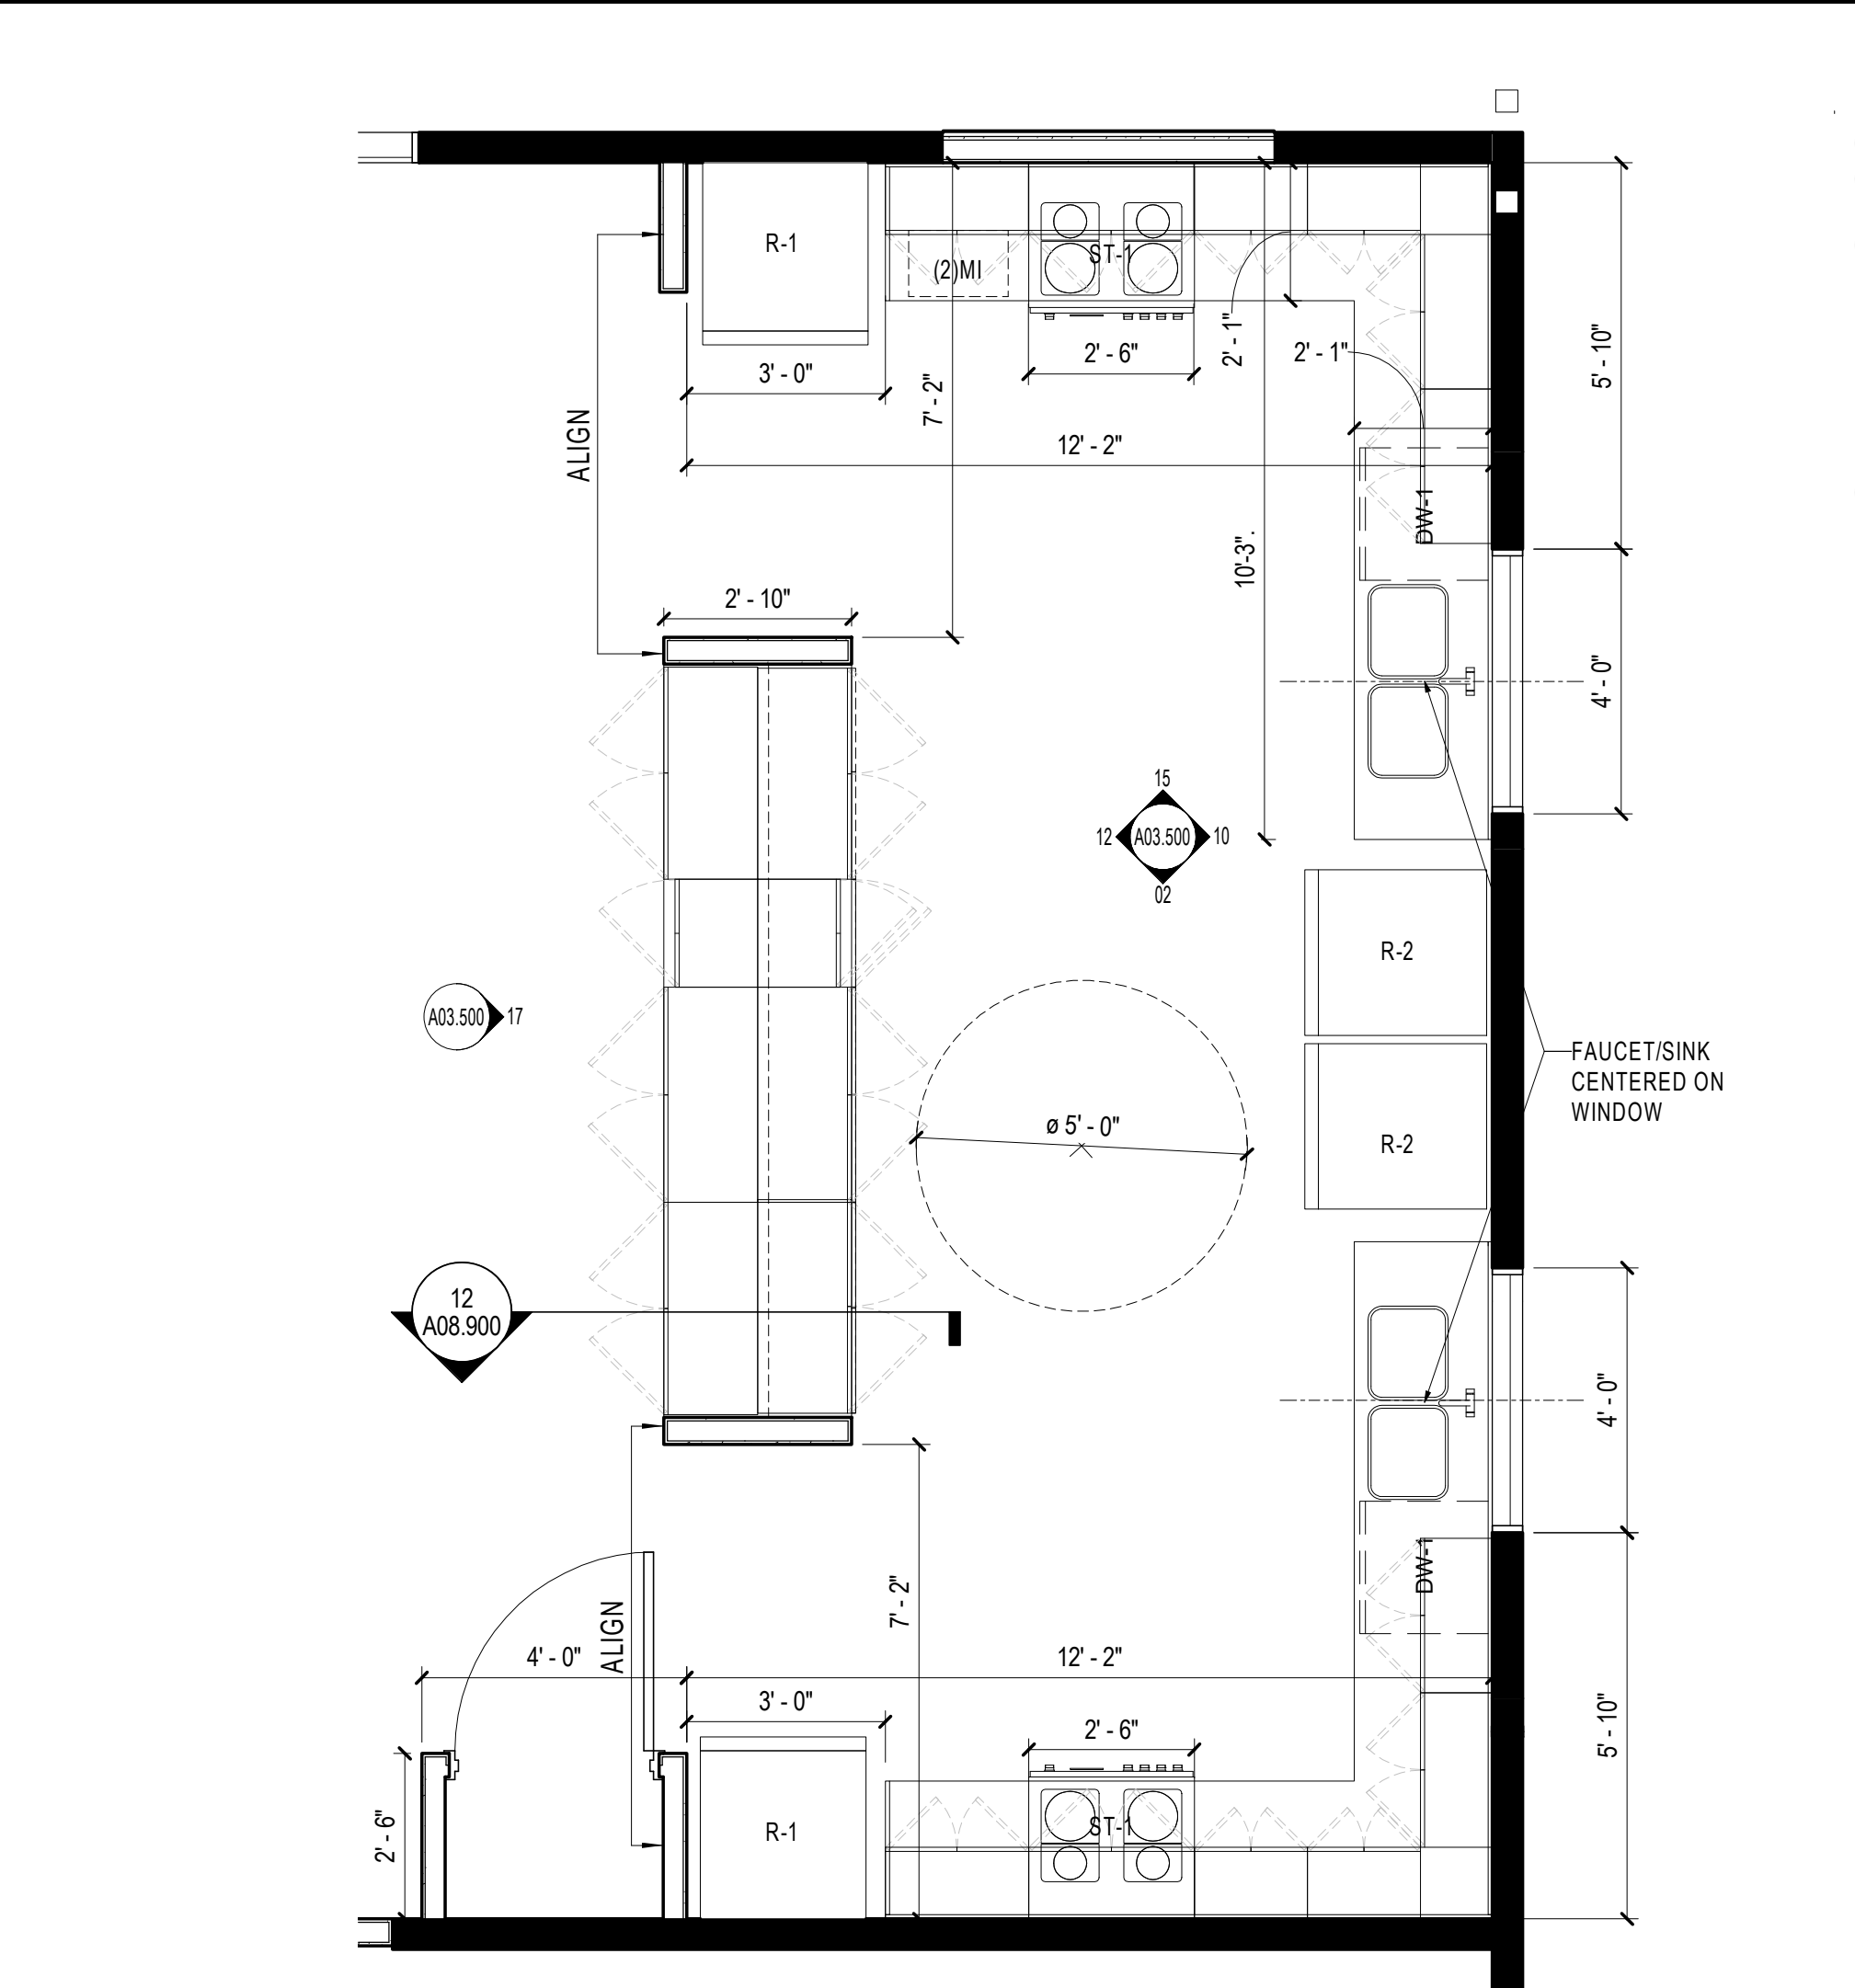 R-1
(2)MI
ST-1
2' - 1"
2' - 6"
2' - 1"
3' - 0"
7' - 2"
5' - 10"
ALIGN
12' - 2"
DW-1
10'-3".
2' - 10"
4' - 0"
15
12
A03.500
10
02
R-2
A03.500
17
FAUCET/SINK
CENTERED ON
WINDOW
ø 5' - 0"
R-2
12
A08.900
4' - 0"
DW-1
7' - 2"
ALIGN
4' - 0"
12' - 2"
3' - 0"
5' - 10"
2' - 6"
2' - 6"
R-1
ST-1